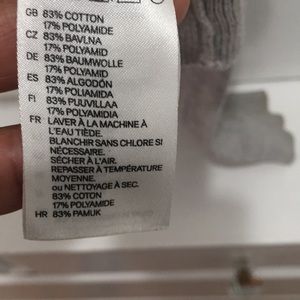 GB 83% COTTON
17% POLYAMIDE
CZ 83% BAVLNA
17% POLYAMID
DE 83% BAUMWOLLE
17% POLYAMID
ES 83% ALGODÓN
17% POLIAMIDA
FI 83% PUUVILLAA
17% POLYAMIDIA
FR LAVER À LA MACHINE À
L'EAU TIÈDE.
BLANCHIR SANS CHLORE SI
NÉCESSAIRE.
SÉCHER À L'AIR.
REPASSER À TEMPÉRATURE
MOYENNE.
ou NETTOYAGE À SEC.
83% COTON
17% POLYAMIDE
HR 83% PAMUK